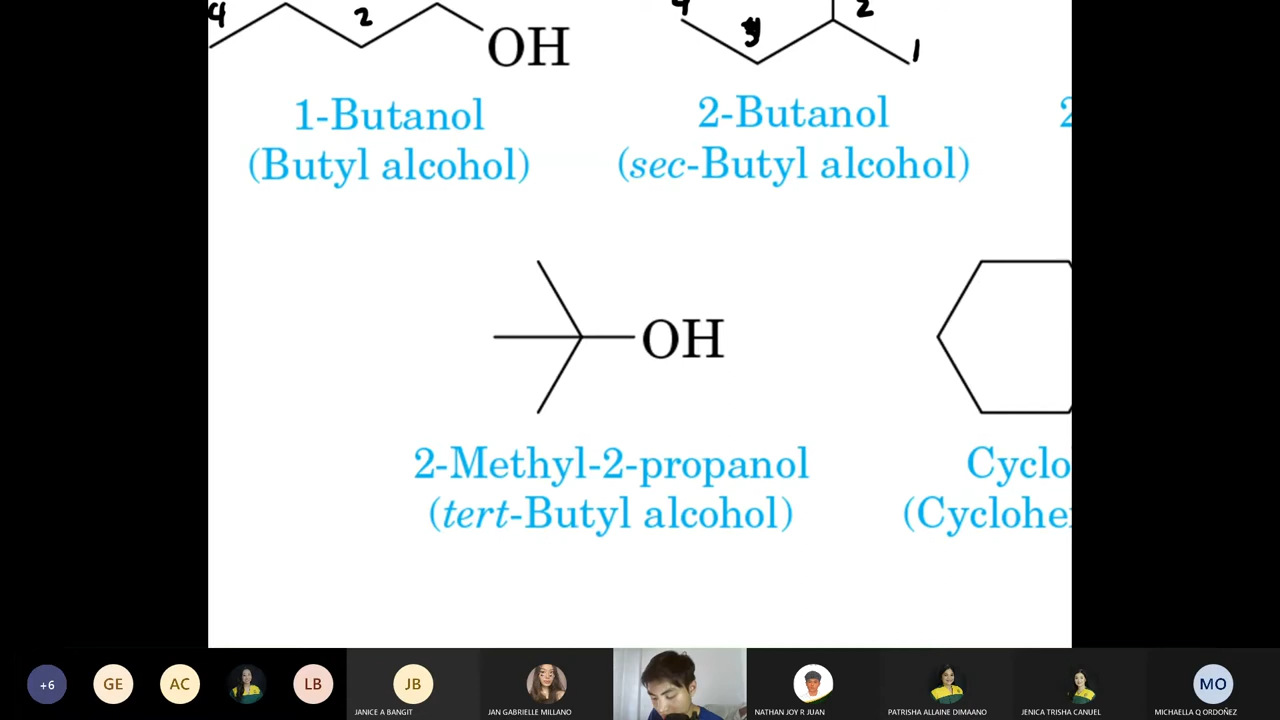 4
2
OH
4
3
2
1
1-Butanol
(Butyl alcohol)
2-Butanol
(sec-Butyl alcohol)
2
OH
2-Methyl-2-propanol
(tert-Butyl alcohol)
Cyclo
(Cyclohe
+6
GE
AC
LB
JB
MO
JANICE A BANGIT
JAN GABRIELLE MILLANO
NATHAN JOY R JUAN
PATRISHA ALLAINE DIMAANO
JENICA TRISHA CANUEL
MICHAELLA Q ORDOÑEZ